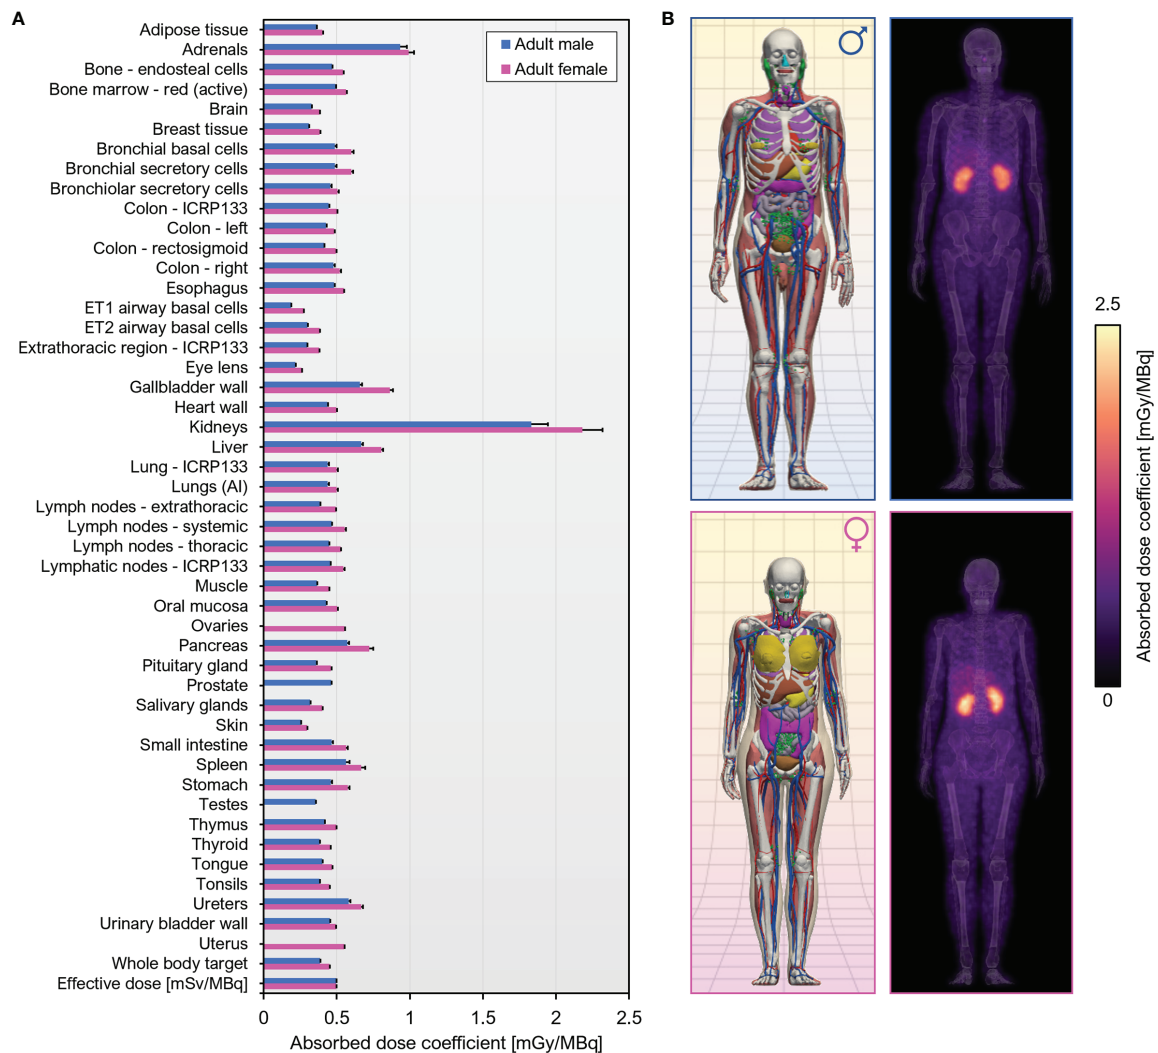 A
Adipose tissue
Adrenals
Bone - endosteal cells
Bone marrow - red (active)
Brain
Breast tissue
Bronchial basal cells
Bronchial secretory cells
Bronchiolar secretory cells
Colon - ICRP133
Colon - left
Colon - rectosigmoid
Colon - right
Esophagus
ET1 airway basal cells
ET2 airway basal cells
Extrathoracic region - ICRP133
Eye lens
Gallbladder wall
Heart wall
Kidneys
Liver
Lung - ICRP133
Lungs (AI)
Lymph nodes - extrathoracic
Lymph nodes - systemic
Lymph nodes - thoracic
Lymphatic nodes - ICRP133
Muscle
Oral mucosa
Ovaries
Pancreas
Pituitary gland
Prostate
Salivary glands
Skin
Small intestine
Spleen
Stomach
Testes
Thymus
Thyroid
Tongue
Tonsils
Ureters
Urinary bladder wall
Uterus
Whole body target
Effective dose [mSv/MBq]
Adult male
Adult female
0 0.5 1 1.5 2 2.5
Absorbed dose coefficient [mGy/MBq]
B
♂
♀
2.5
Absorbed dose coefficient [mGy/MBq]
0